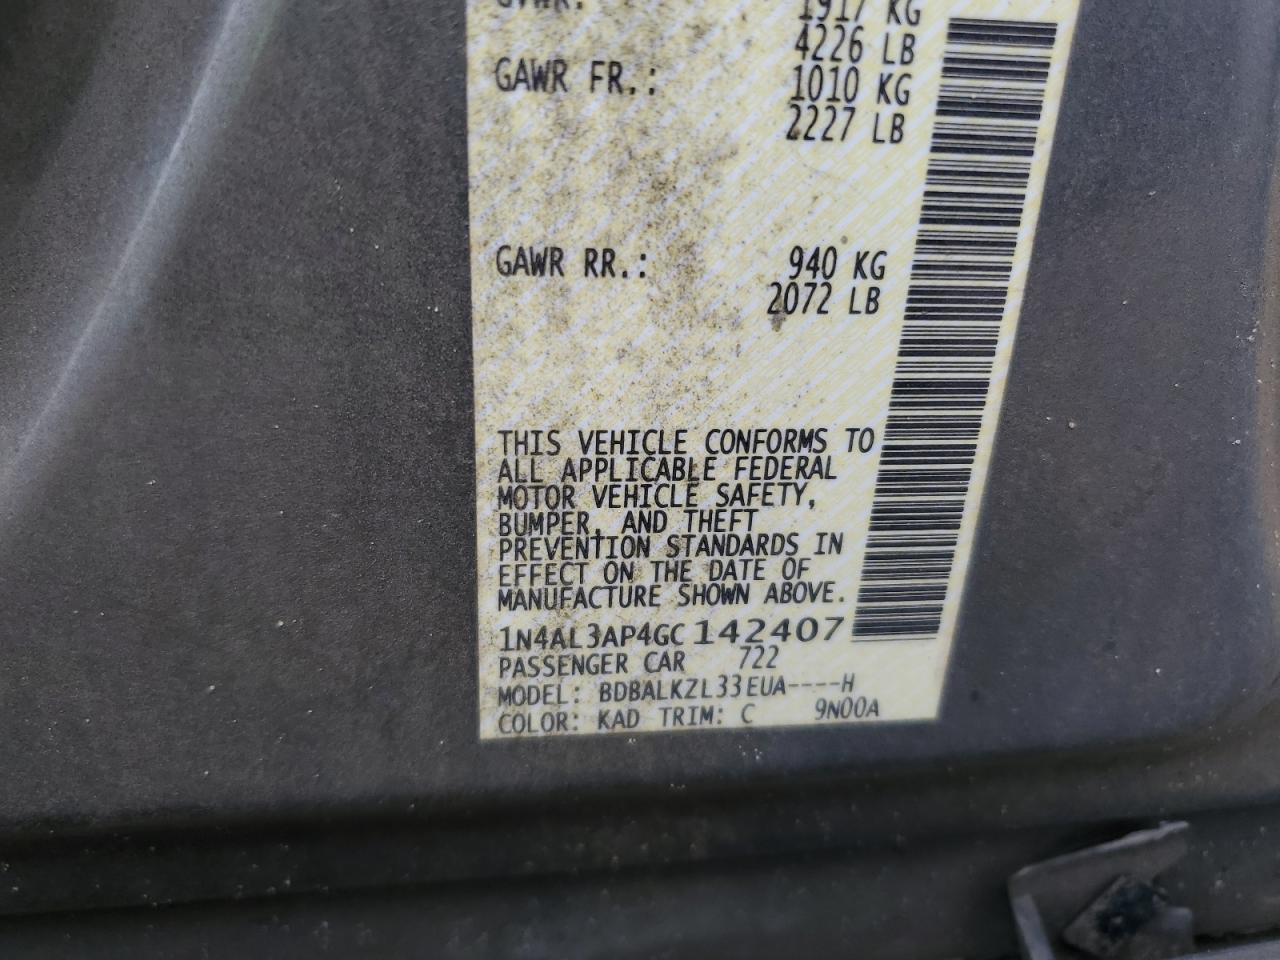 GVWR: 1917 KG
4226 LB
GAWR FR.: 1010 KG
2227 LB
GAWR RR.: 940 KG
2072 LB
THIS VEHICLE CONFORMS TO
ALL APPLICABLE FEDERAL
MOTOR VEHICLE SAFETY,
BUMPER, AND THEFT
PREVENTION STANDARDS IN
EFFECT ON THE DATE OF
MANUFACTURE SHOWN ABOVE.
1N4AL3AP4GC142407
PASSENGER CAR 722
MODEL: BDBALKZL33EUA----H
COLOR: KAD TRIM: C 9N00A